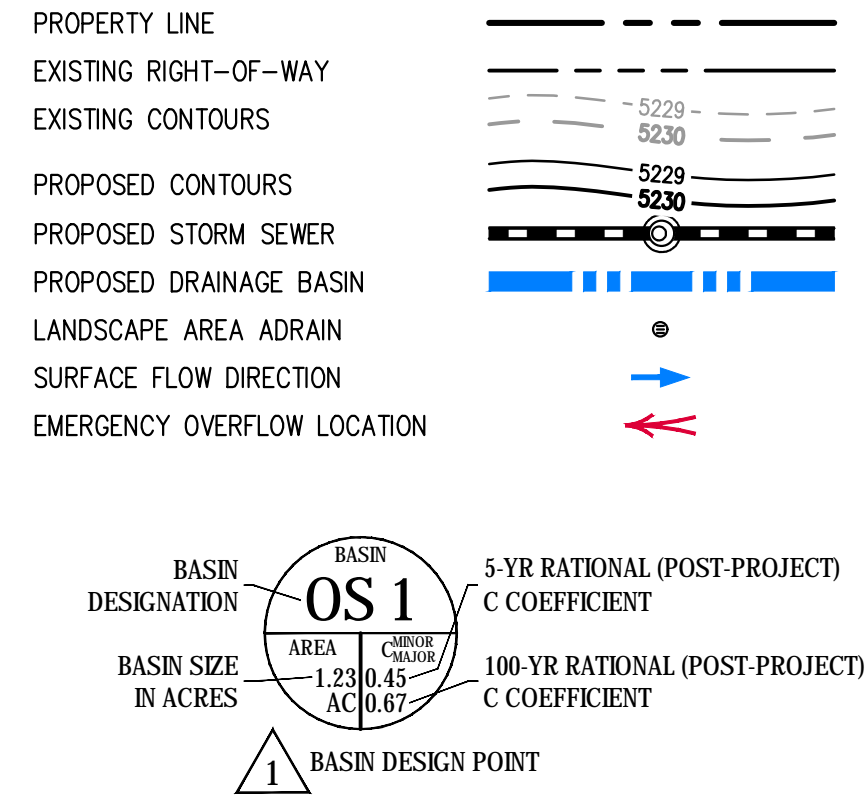 PROPERTY LINE
EXISTING RIGHT-OF-WAY
EXISTING CONTOURS
5229
5230
PROPOSED CONTOURS
5229
5230
PROPOSED STORM SEWER
PROPOSED DRAINAGE BASIN
LANDSCAPE AREA ADRAIN
SURFACE FLOW DIRECTION
EMERGENCY OVERFLOW LOCATION
BASIN
DESIGNATION
BASIN
OS 1
5-YR RATIONAL (POST-PROJECT)
C COEFFICIENT
BASIN SIZE
IN ACRES
AREA
1.23
AC
C MINOR
MAJOR
0.45
0.67
100-YR RATIONAL (POST-PROJECT)
C COEFFICIENT
1
BASIN DESIGN POINT